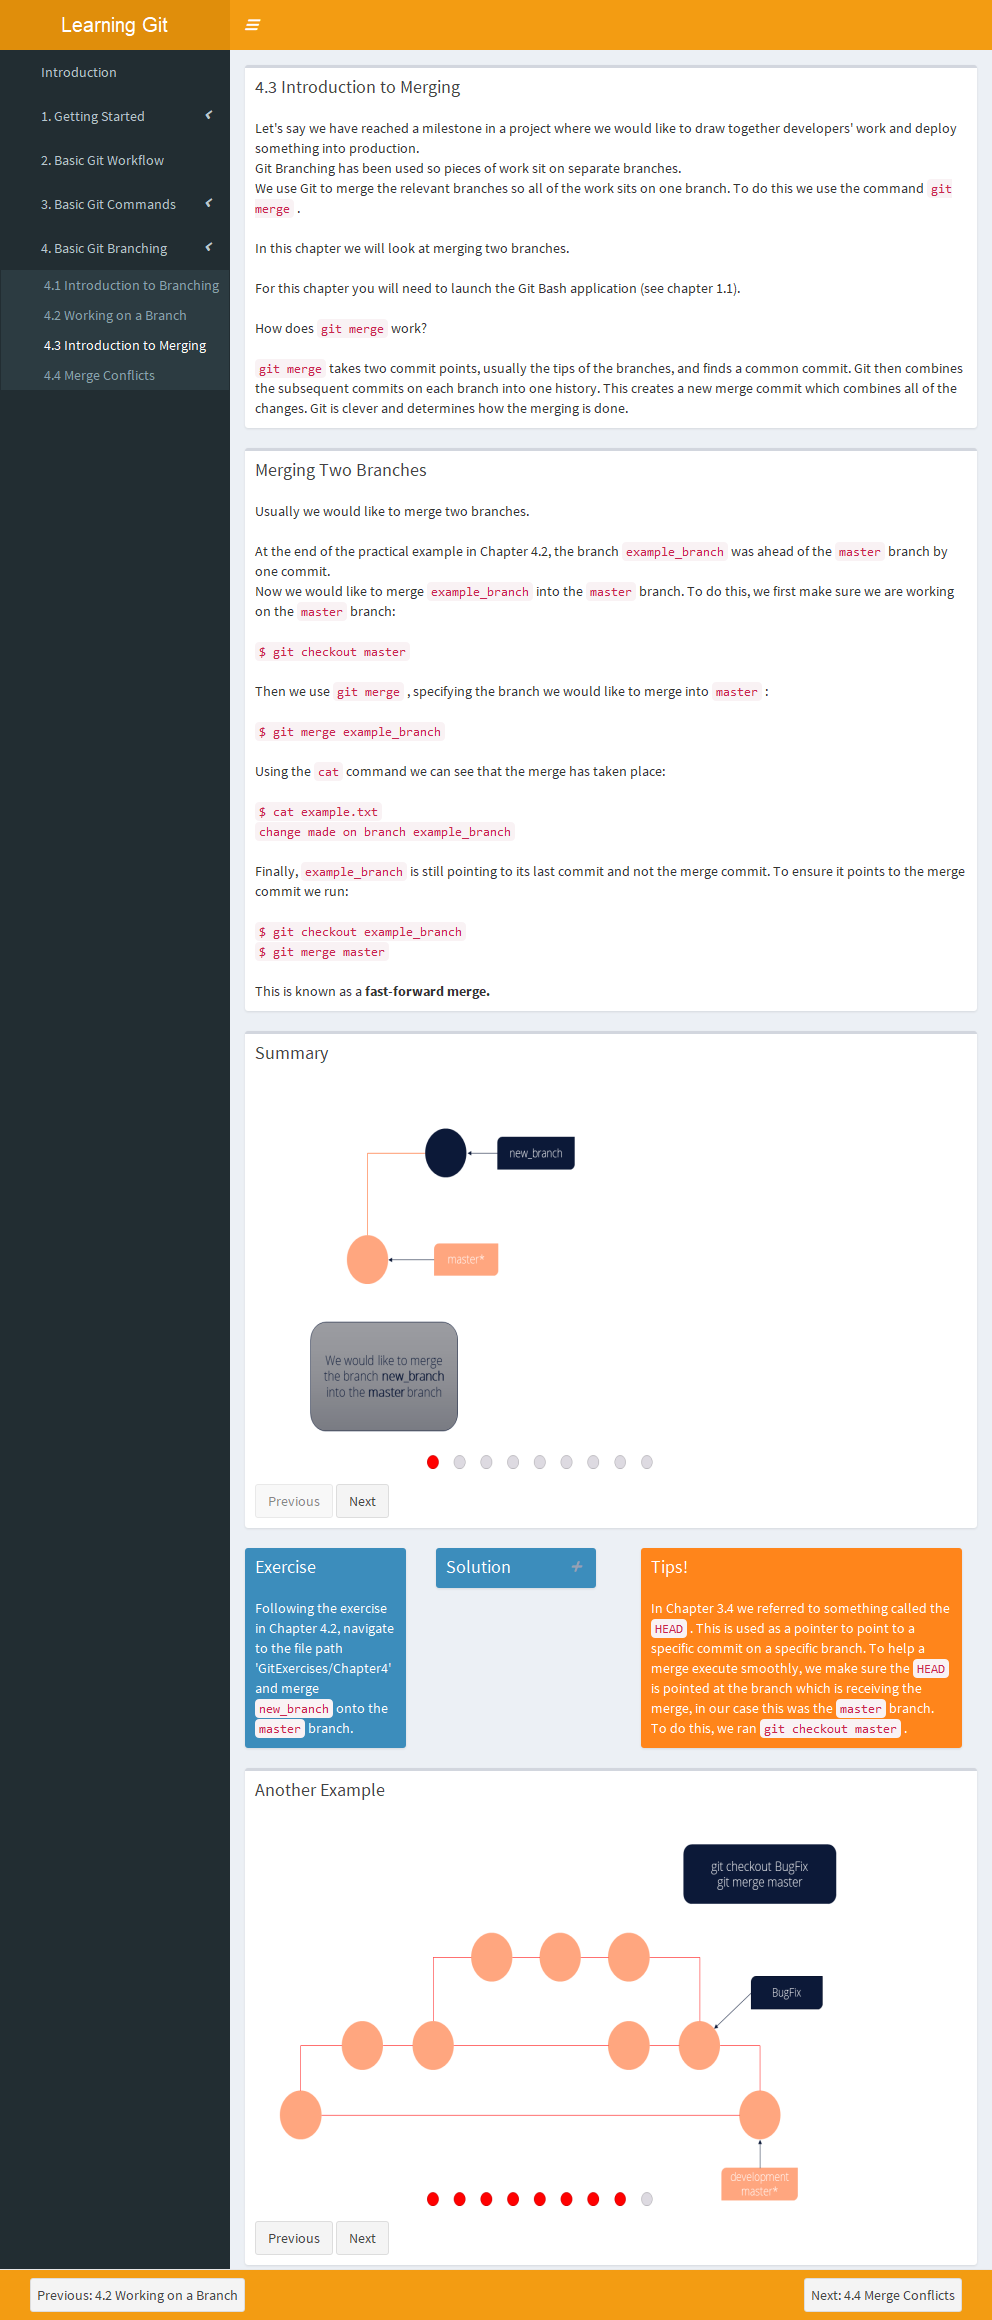 Learning Git
Introduction
1. Getting Started
2. Basic Git Workflow
3. Basic Git Commands
4. Basic Git Branching
4.1 Introduction to Branching
4.2 Working on a Branch
4.3 Introduction to Merging
4.4 Merge Conflicts
4.3 Introduction to Merging
Let's say we have reached a milestone in a project where we would like to draw together developers' work and deploy
something into production.
Git Branching has been used so pieces of work sit on separate branches.
We use Git to merge the relevant branches so all of the work sits on one branch. To do this we use the command git
merge .
In this chapter we will look at merging two branches.
For this chapter you will need to launch the Git Bash application (see chapter 1.1).
How does git merge work?
git merge takes two commit points, usually the tips of the branches, and finds a common commit. Git then combines
the subsequent commits on each branch into one history. This creates a new merge commit which combines all of the
changes. Git is clever and determines how the merging is done.
Merging Two Branches
Usually we would like to merge two branches.
At the end of the practical example in Chapter 4.2, the branch example_branch was ahead of the master branch by
one commit.
Now we would like to merge example_branch into the master branch. To do this, we first make sure we are working
on the master branch:
$ git checkout master
Then we use git merge , specifying the branch we would like to merge into master :
$ git merge example_branch
Using the cat command we can see that the merge has taken place:
$ cat example.txt
change made on branch example_branch
Finally, example_branch is still pointing to its last commit and not the merge commit. To ensure it points to the merge
commit we run:
$ git checkout example_branch
$ git merge master
This is known as a fast-forward merge.
Summary
new_branch
master*
We would like to merge
the branch new_branch
into the master branch
Previous Next
Exercise
Following the exercise
in Chapter 4.2, navigate
to the file path
'GitExercises/Chapter4'
and merge
new_branch onto the
master branch.
Solution
Tips!
In Chapter 3.4 we referred to something called the
HEAD . This is used as a pointer to point to a
specific commit on a specific branch. To help a
merge execute smoothly, we make sure the HEAD
is pointed at the branch which is receiving the
merge, in our case this was the master branch.
To do this, we ran git checkout master .
Another Example
git checkout BugFix
git merge master
BugFix
development
master*
Previous Next
Previous: 4.2 Working on a Branch
Next: 4.4 Merge Conflicts